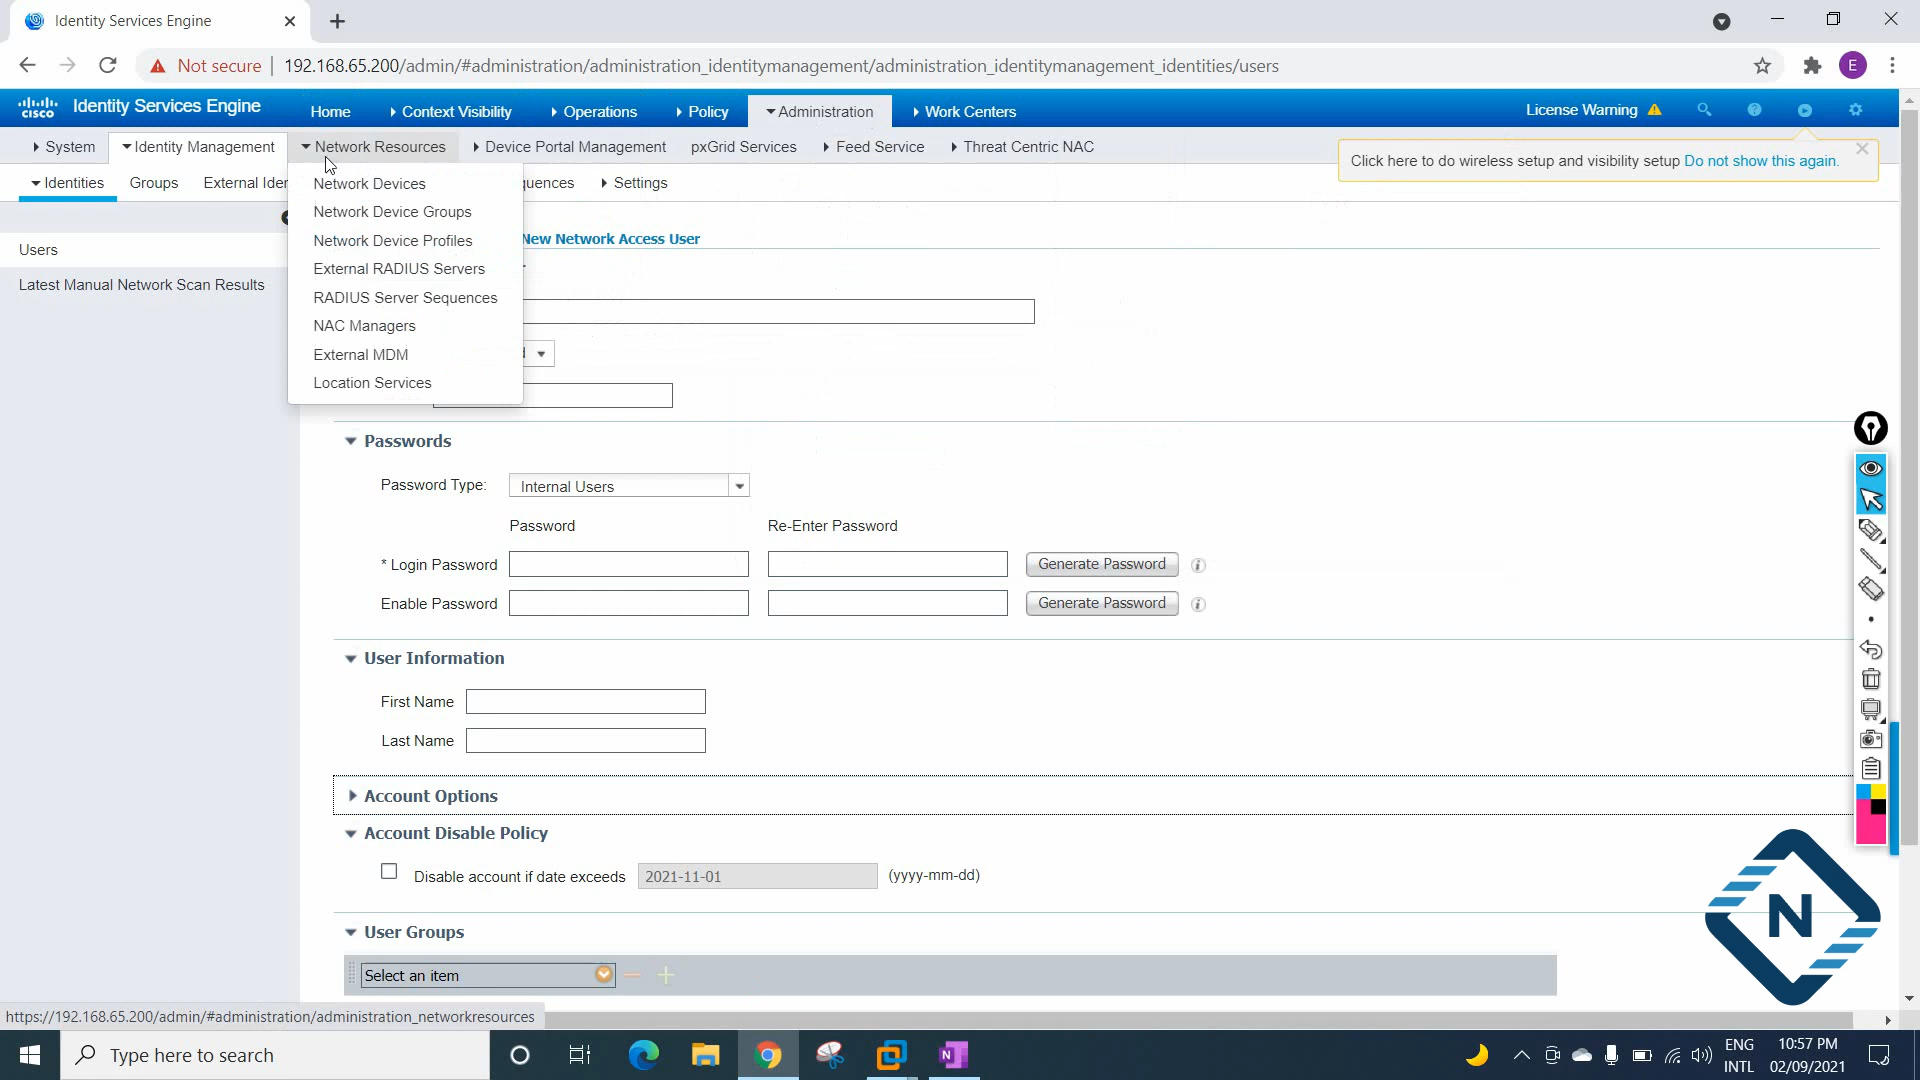 Identity Services Engine
Not secure
192.168.65.200/admin/#administration/administration_identitymanagement/administration_identitymanagement_identities/users
E
CISCO
Identity Services Engine
Home
Context Visibility
Operations
Policy
Administration
Work Centers
License Warning
System
Identity Management
Network Resources
Device Portal Management
pxGrid Services
Feed Service
Threat Centric NAC
Click here to do wireless setup and visibility setup Do not show this again.
Identities
Groups
External Iden
quences
Settings
Network Devices
Network Device Groups
Network Device Profiles
External RADIUS Servers
RADIUS Server Sequences
NAC Managers
External MDM
Location Services
New Network Access User
Users
Latest Manual Network Scan Results
Passwords
Password Type:
Internal Users
Password
Re-Enter Password
* Login Password
Generate Password
Enable Password
Generate Password
User Information
First Name
Last Name
Account Options
Account Disable Policy
Disable account if date exceeds
2021-11-01
(yyyy-mm-dd)
User Groups
Select an item
N
https://192.168.65.200/admin/#administration/administration_networkresources
Type here to search
ENG
INTL
10:57 PM
02/09/2021